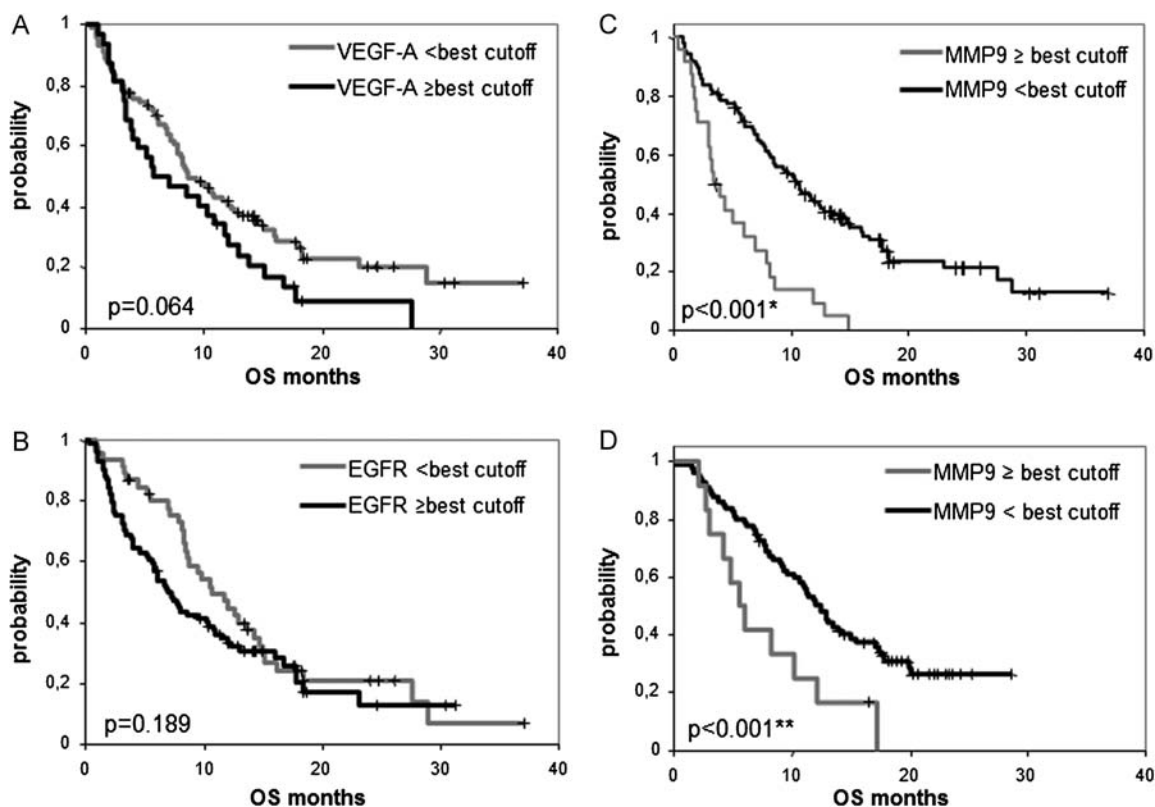 A
1
0,8
0,6
0,4
0,2
0
probability
VEGF-A <best cutoff
VEGF-A ≥best cutoff
p=0.064
0 10 20 30 40
OS months
B
1
0,8
0,6
0,4
0,2
0
probability
EGFR <best cutoff
EGFR ≥best cutoff
p=0.189
0 10 20 30 40
OS months
C
1
0,8
0,6
0,4
0,2
0
probability
MMP9 ≥ best cutoff
MMP9 <best cutoff
p<0.001*
0 10 20 30 40
OS months
D
1
0,8
0,6
0,4
0,2
0
probability
MMP9 ≥ best cutoff
MMP9 < best cutoff
p<0.001**
0 10 20 30 40
OS months